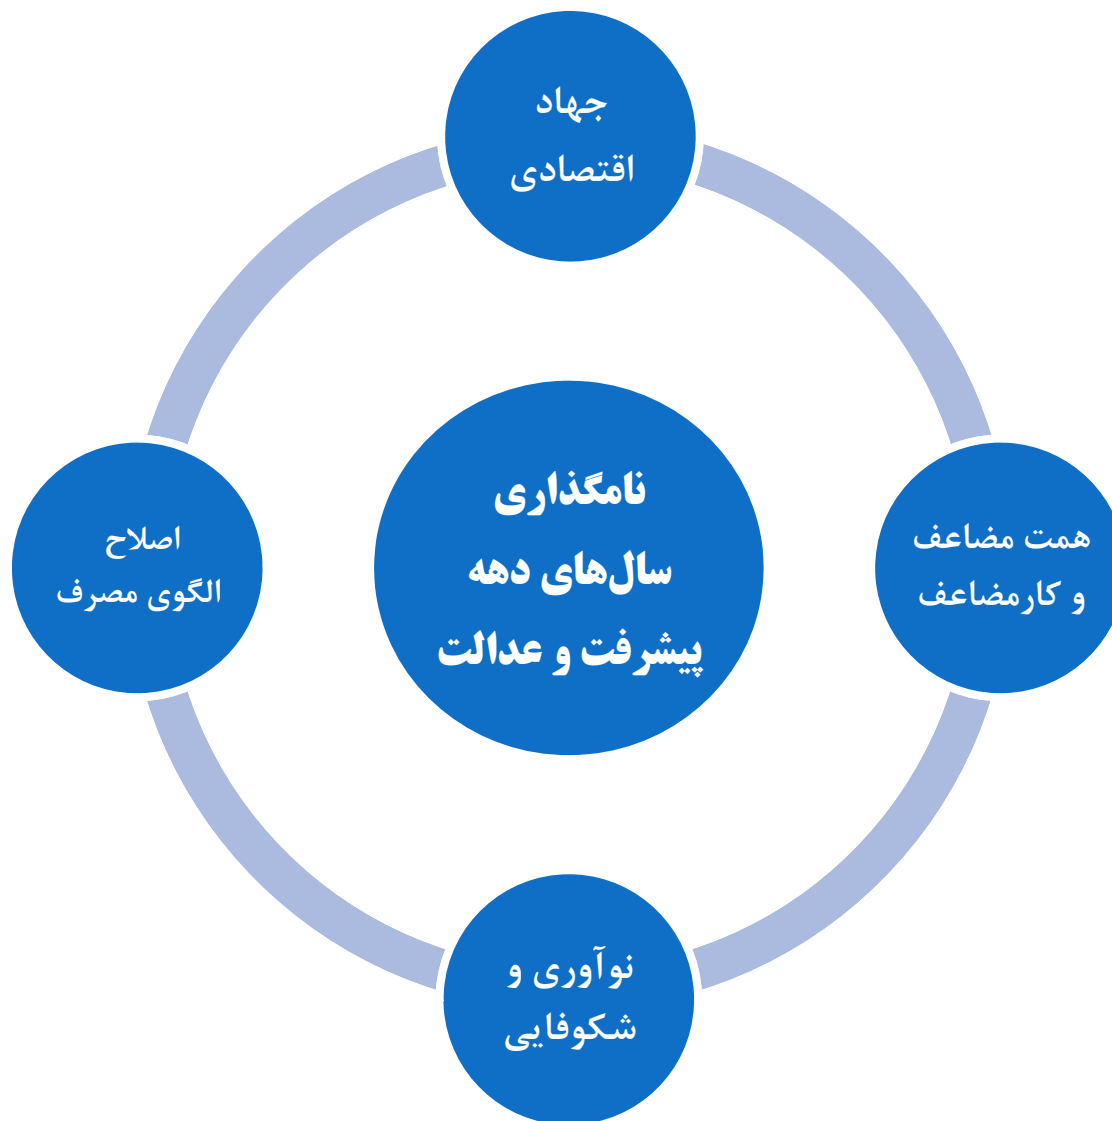 جهاد
اقتصادی
نامگذاری
سال‌های دهه
پیشرفت و عدالت
همت مضاعف
و کارمضاعف
اصلاح
الگوی مصرف
نوآوری و
شکوفایی